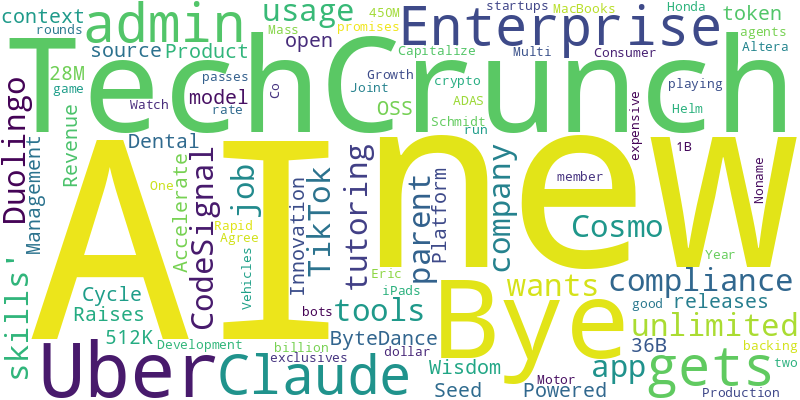 context
rounds
admin
usage
450M
Mass
promises
open
Enterprise
startups
MacBooks
Honda
token
agents
Altera
source
Product
Capitalize
Multi
Consumer
TechCrunch
28M
game
Watch
passes
model
rate
Co
Growth
Joint
OSS
crypto
ADAS
Schmidt
run
playing
Helm
expensive
1B
Noname
Duolingo
Revenue
Management
Dental
AI
new
CodeSignal
job
Innovation
TikTok
tutoring
parent
Platform
company
member
Cosmo
Accelerate
One
Rapid
Agree
Vehicles
Eric
iPads
Year
skills'
Cycle
Raises
512K
Development
bots
tools
Bye
wants
compliance
good
releases
unlimited
ByteDance
billion
exclusives
dollar
36B
backing
two
Uber
Claude
Wisdom
Seed
Powered
Motor
app
gets
Production